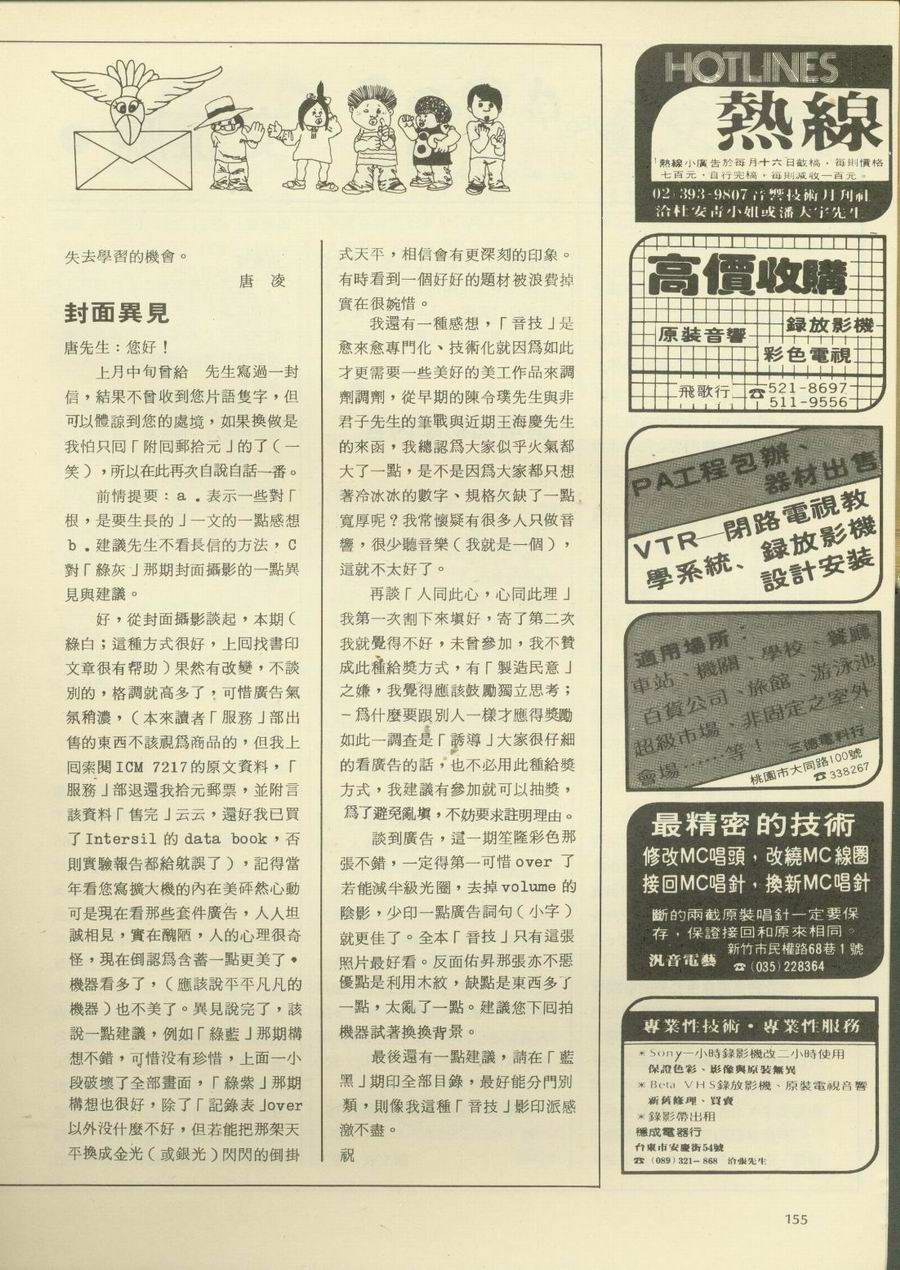 失去學習的機會。
唐　凌
封面異見
唐先生：您好！
上月中旬曾給　先生寫過一封
信，結果不曾收到您片語隻字，但
可以體諒到您的處境，如果換做是
我怕只回「附回郵拾元」的了（一
笑），所以在此再次自說自話一番。
前情提要：a．表示一些對「
根，是要生長的」一文的一點感想
b．建議先生不看長信的方法，C
對「綠灰」那期封面攝影的一點異
見與建議。
好，從封面攝影談起，本期（
綠白；這種方式很好，上回找書印
文章很有帮助）果然有改變，不談
別的，格調就高多了，可惜廣告氣
氛稍濃，（本來讀者「服務」部出
售的東西不該視爲商品的，但我上
回索閱ICM 7217的原文資料，「
服務」部退還我拾元郵票，並附言
該資料「售完」云云，還好我已買
了Intersil 的 data book，否
則實驗報告都給躭誤了），記得當
年看您寫擴大機的內在美砰然心動
可是現在看那些套件廣告，人人坦
誠相見，實在醜陋，人的心理很奇
怪，現在倒認爲含蓄一點更美了。
機器看多了，（應該說平平凡凡的
機器）也不美了。異見說完了，該
說一點建議，例如「綠藍」那期構
想不錯，可惜没有珍惜，上面一小
段破壞了全部畫面，「綠紫」那期
構想也很好，除了「記錄表」over
以外没什麼不好，但若能把那架天
平換成金光（或銀光）閃閃的倒掛
式天平，相信會有更深刻的印象。
有時看到一個好好的題材被浪費掉
實在很婉惜。
我還有一種感想，「音技」是
愈來愈專門化、技術化就因爲如此
才更需要一些美好的美工作品來調
劑調劑，從早期的陳令璞先生與非
君子先生的筆戰與近期王海慶先生
的來函，我總認爲大家似乎火氣都
大了一點，是不是因爲大家都只想
著冷冰冰的數字、規格欠缺了一點
寬厚呢？我常懷疑有很多人只做音
響，很少聽音樂（我就是一個），
這就不太好了。
再談「人同此心，心同此理」
我第一次割下來塡好，寄了第二次
我就覺得不好，未曾參加，我不贊
成此種給獎方式，有「製造民意」
之嫌，我覺得應該鼓勵獨立思考；
－爲什麼要跟別人一樣才應得獎勵
如此一調查是「誘導」大家很仔細
的看廣告的話，也不必用此種給獎
方式，我建議有參加就可以抽獎，
爲了避免亂塡，不妨要求註明理由。
談到廣告，這一期笙隆彩色那
張不錯，一定得第一可惜 over 了
若能減半級光圈，去掉 volume 的
陰影，少印一點廣告詞句（小字）
就更佳了。全本「音技」只有這張
照片最好看。反面佑昇那張亦不惡
優點是利用木紋，缺點是東西多了
一點，太亂了一點。建議您下回拍
機器試著換換背景。
最後還有一點建議，請在「藍
黑」期印全部目錄，最好能分門別
類，則像我這種「音技」影印派感
激不盡。
祝
HOTLINES
熱線
「熱線小廣告於每月十六日截稿，每則價格
七百元，自行完稿，每則減收一百元。
02)393-9807音響技術月刊社
洽杜安靑小姐或潘大宇先生
高價收購
原裝音響
録放影機
彩色電視
飛歌行 ☎521-8697
511-9556
PA工程包辦、
器材出售
VTR—閉路電視教
學系統、録放影機
設計安裝
適用場所：
車站、機關、學校、餐廳
百貨公司、旅館、游泳池
超級市場、非固定之室外
會場……等！
三德電料行
桃園市大同路100號
☎338267
最精密的技術
修改MC唱頭，改繞MC線圈
接回MC唱針，換新MC唱針
斷的兩截原裝唱針一定要保
存，保證接回和原來相同。
新竹市民權路68巷1號
汎音電藝 ☎(035)228364
專業性技術・專業性服務
＊Sony一小時錄影機改二小時使用
保證色彩、影像與原裝無異
＊Beta VHS錄放影機、原裝電視音響
新舊修理、買賣
＊錄影帶出租
穩成電器行
台東市安慶街54號
☎(089)321-868 洽張先生
155